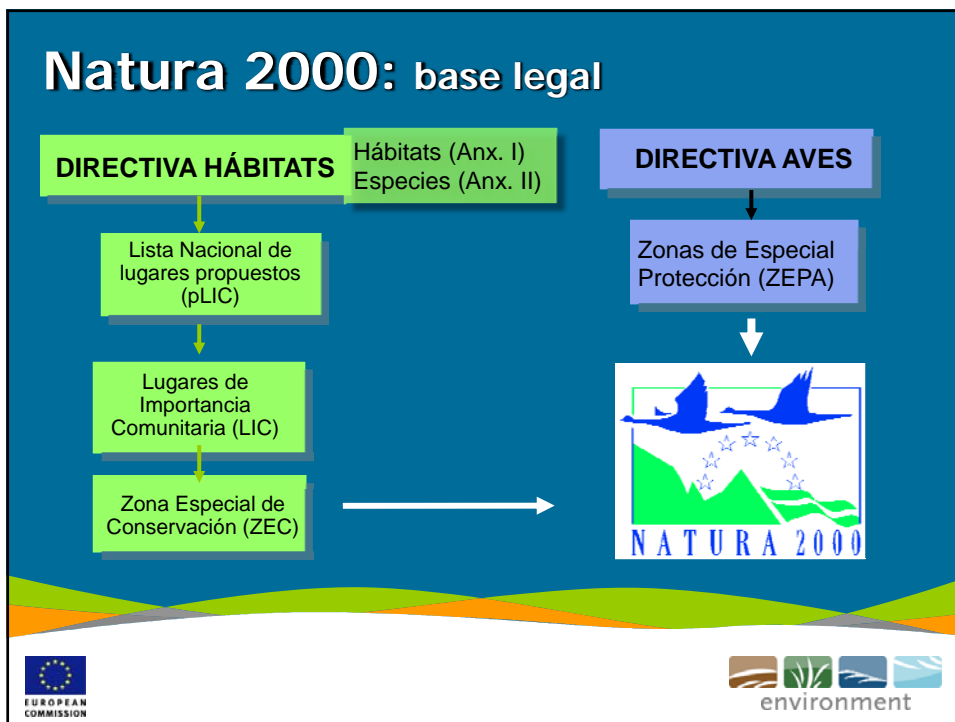 Natura 2000: base legal
DIRECTIVA HÁBITATS
Hábitats (Anx. I)
Especies (Anx. II)
DIRECTIVA AVES
Lista Nacional de
lugares propuestos
(pLIC)
Zonas de Especial
Protección (ZEPA)
Lugares de
Importancia
Comunitaria (LIC)
Zona Especial de
Conservación (ZEC)
NATURA 2000
EUROPEAN
COMMISSION
environment